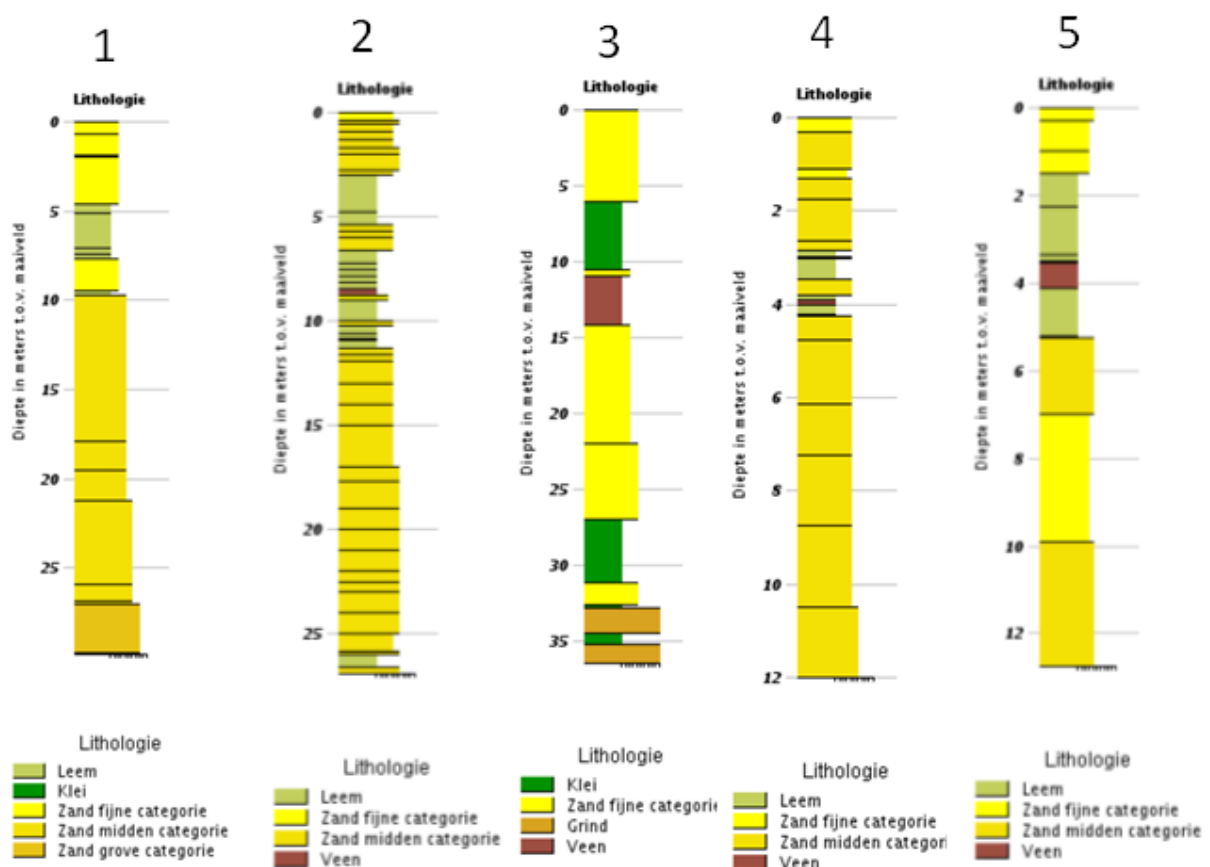 1
2
3
4
5
Lithologie
Lithologie
Lithologie
Lithologie
Lithologie
Diepte in meters t.o.v. maaiveld
0
5
10
15
20
25
Diepte in meters t.o.v. maaiveld
0
5
10
15
20
25
Diepte in meters t.o.v. maaiveld
0
5
10
15
20
25
30
35
Diepte in meters t.o.v. maaiveld
0
2
4
6
8
10
12
Diepte in meters t.o.v. maaiveld
0
2
4
6
8
10
12
Lithologie
Leem
Klei
Zand fijne categorie
Zand midden categorie
Zand grove categorie
Lithologie
Leem
Zand fijne categorie
Zand midden categorie
Veen
Lithologie
Klei
Zand fijne categorie
Grind
Veen
Lithologie
Leem
Zand fijne categorie
Zand midden categori
Veen
Lithologie
Leem
Zand fijne categorie
Zand midden categorie
Veen